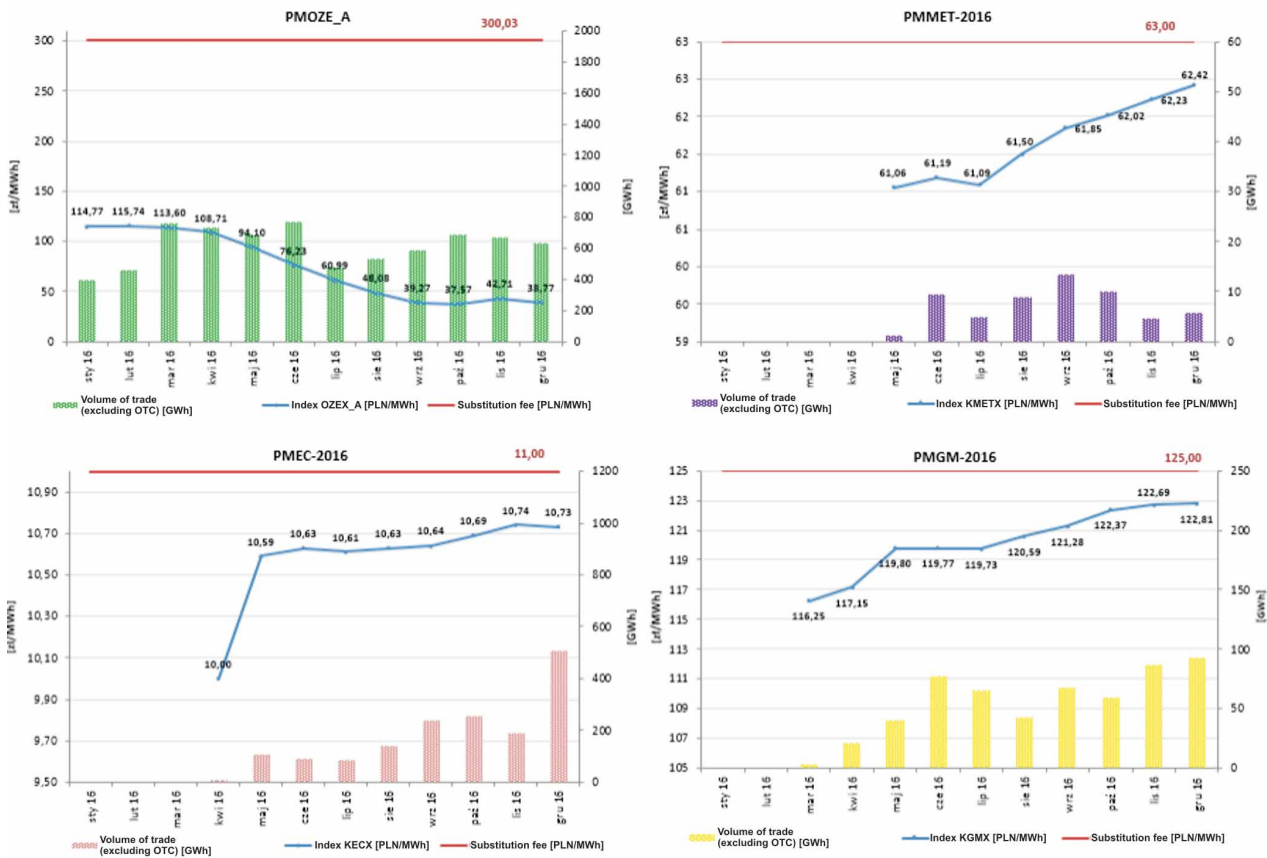 PMOZE_A
300,03
300
250
200
150
100
50
0
[zł/MWh]
2000
1800
1600
1400
1200
1000
800
600
400
200
0
[GWh]
114,77
115,74
113,60
108,71
94,10
76,23
60,99
48,08
39,27
37,57
42,71
38,77
sty 16
lut 16
mar 16
kwi 16
maj 16
cze 16
lip 16
sie 16
wrz 16
paź 16
lis 16
gru 16
Volume of trade
(excluding OTC) [GWh]
Index OZEX_A [PLN/MWh]
Substitution fee [PLN/MWh]
PMMET-2016
63,00
63
63
62
62
61
61
60
60
59
[zł/MWh]
60
50
40
30
20
10
0
[GWh]
61,06
61,19
61,09
61,50
61,85
62,02
62,23
62,42
sty 16
lut 16
mar 16
kwi 16
maj 16
cze 16
lip 16
sie 16
wrz 16
paź 16
lis 16
gru 16
Volume of trade
(excluding OTC) [GWh]
Index KMETX [PLN/MWh]
Substitution fee [PLN/MWh]
PMEC-2016
11,00
10,90
10,70
10,50
10,30
10,10
9,90
9,70
9,50
[zł/MWh]
1200
1000
800
600
400
200
0
[GWh]
10,00
10,59
10,63
10,61
10,63
10,64
10,69
10,74
10,73
sty 16
lut 16
mar 16
kwi 16
maj 16
cze 16
lip 16
sie 16
wrz 16
paź 16
lis 16
gru 16
Volume of trade
(excluding OTC) [GWh]
Index KECX [PLN/MWh]
Substitution fee [PLN/MWh]
PMGM-2016
125,00
125
123
121
119
117
115
113
111
109
107
105
[zł/MWh]
250
200
150
100
50
0
[GWh]
116,25
117,15
119,80
119,77
119,73
120,59
121,28
122,37
122,69
122,81
sty 16
lut 16
mar 16
kwi 16
maj 16
cze 16
lip 16
sie 16
wrz 16
paź 16
lis 16
gru 16
Volume of trade
(excluding OTC) [GWh]
Index KGMX [PLN/MWh]
Substitution fee [PLN/MWh]